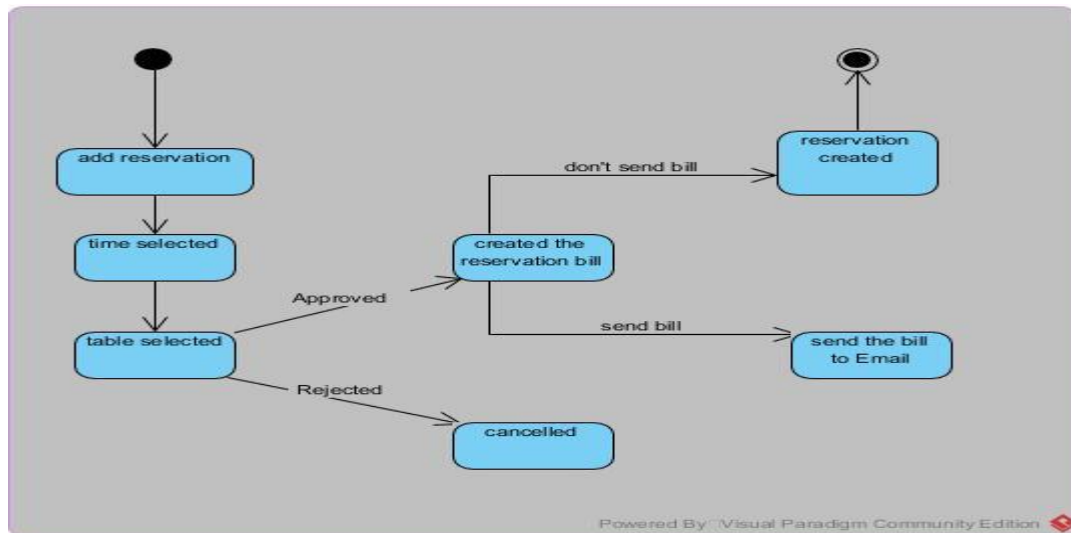 add reservation
time selected
table selected
Approved
Rejected
created the
reservation bill
cancelled
don't send bill
send bill
reservation
created
send the bill
to Email
Powered By Visual Paradigm Community Edition